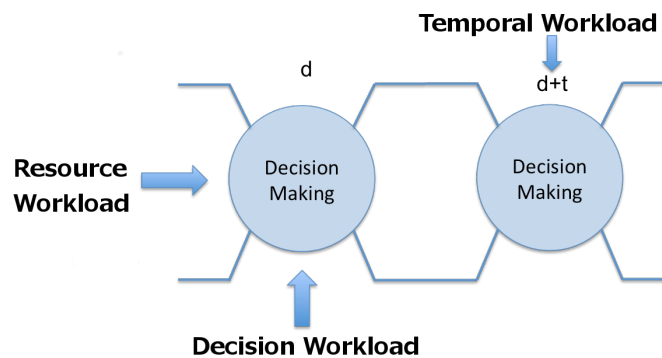 Temporal Workload
d
d+t
Decision
Making
Decision
Making
Resource
Workload
Decision Workload